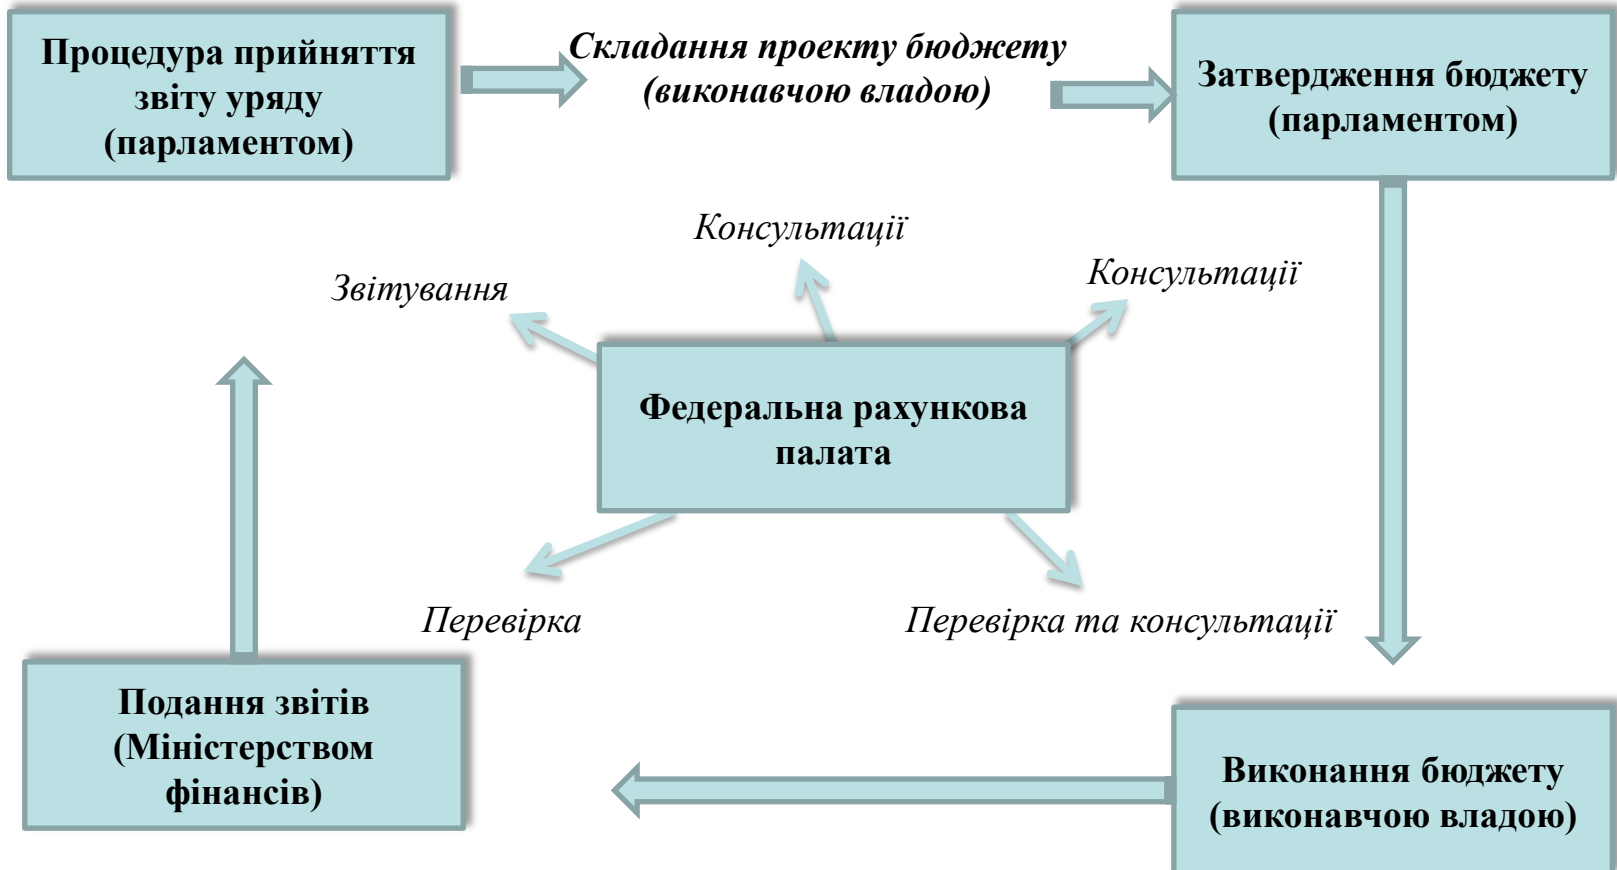 Процедура прийняття
звіту уряду
(парламентом)
Складання проекту бюджету
(виконавчою владою)
Затвердження бюджету
(парламентом)
Консультації
Звітування
Консультації
Федеральна рахункова
палата
Перевірка
Перевірка та консультації
Подання звітів
(Міністерством
фінансів)
Виконання бюджету
(виконавчою владою)